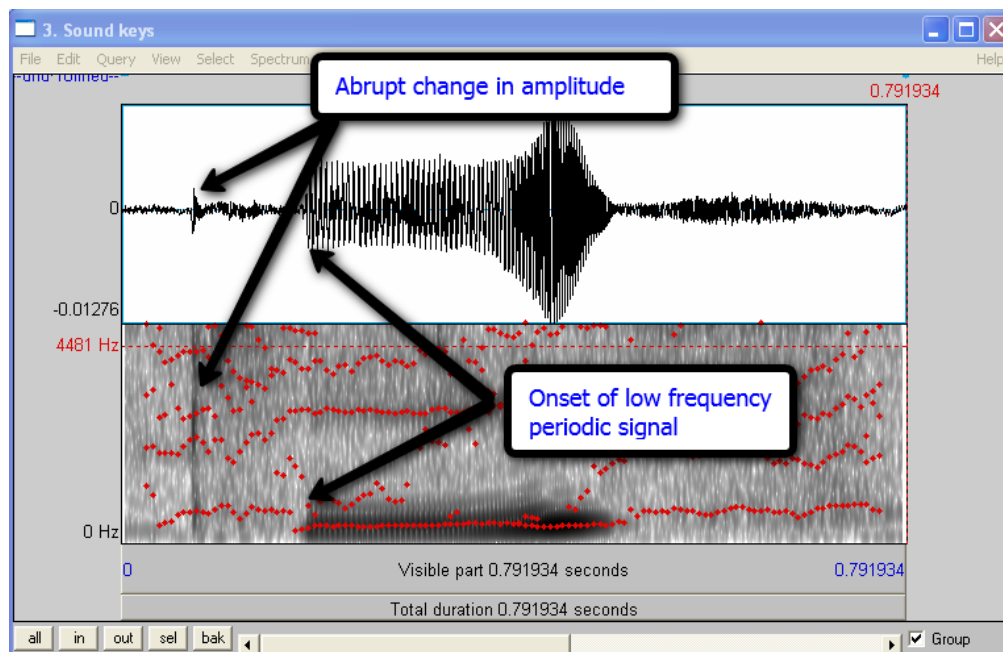 3. Sound keys
File Edit Query View Select Spectrum Help
Abrupt change in amplitude
0.791934
0
-0.01276
4481 Hz
Onset of low frequency
periodic signal
0 Hz
0 Visible part 0.791934 seconds 0.791934
Total duration 0.791934 seconds
all in out sel bak Group